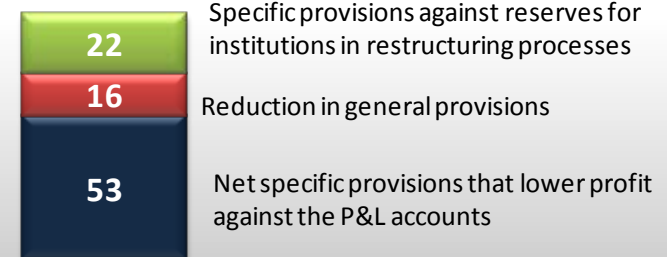 Specific provisions against reserves for
institutions in restructuring processes
22
16
Reduction in general provisions
53
Net specific provisions that lower profit
against the P&L accounts